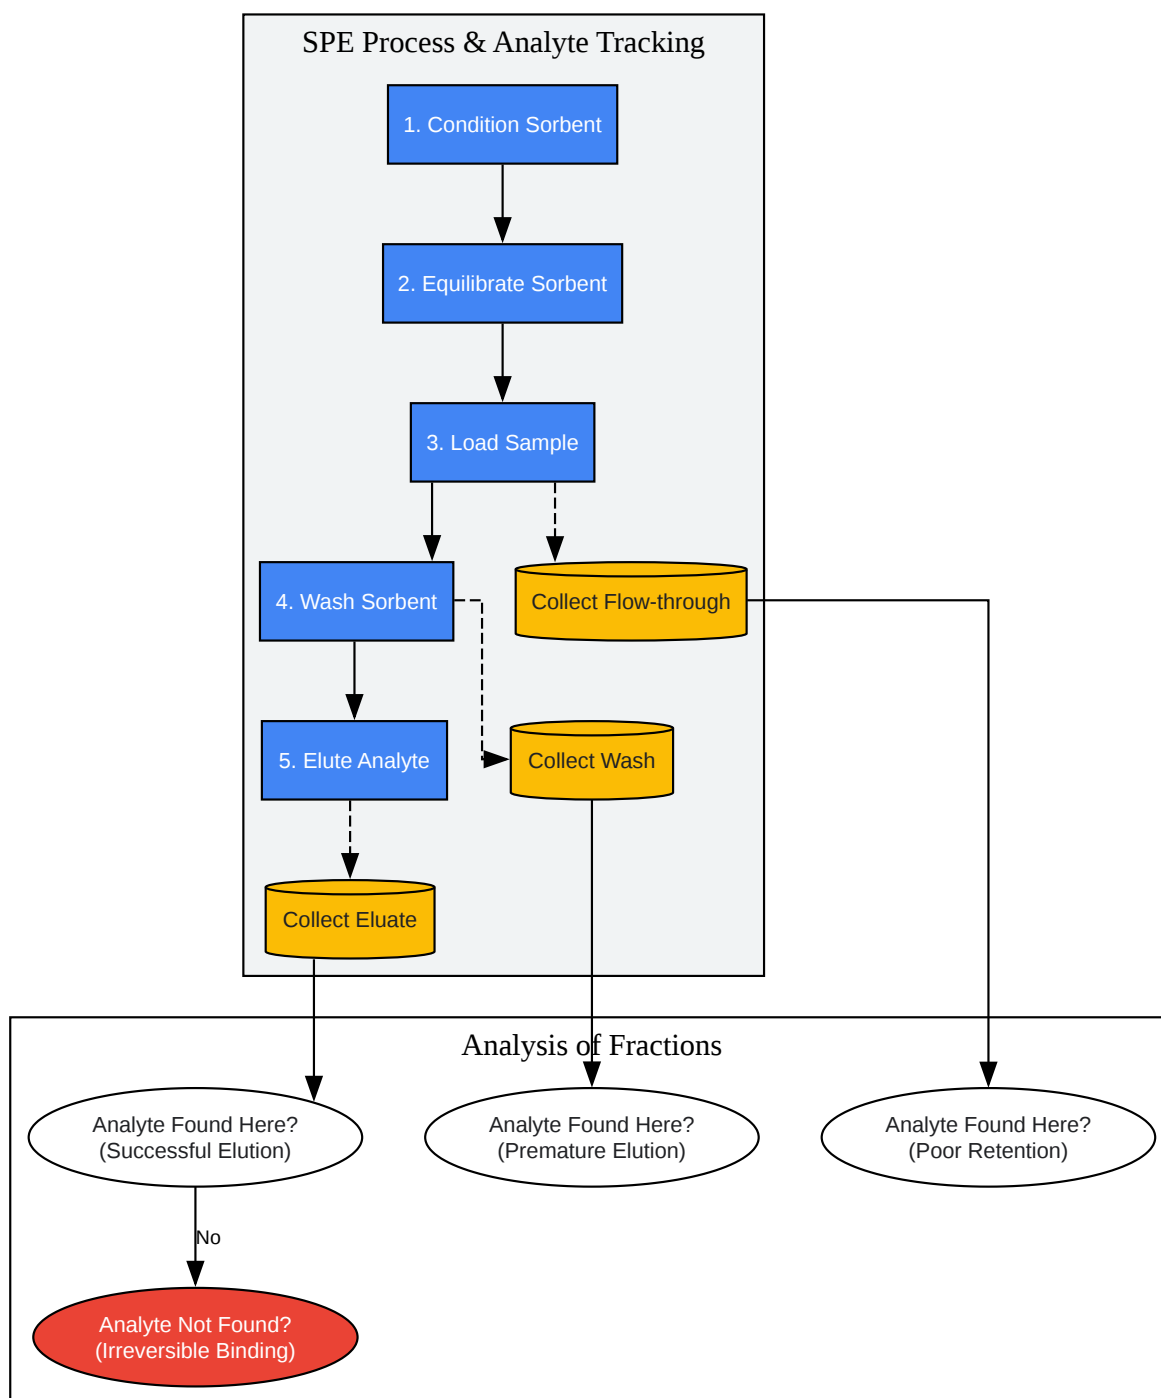 SPE Process & Analyte Tracking
1. Condition Sorbent
2. Equilibrate Sorbent
3. Load Sample
4. Wash Sorbent
Collect Flow-through
5. Elute Analyte
Collect Wash
Collect Eluate
Analysis of Fractions
Analyte Found Here?
(Successful Elution)
Analyte Found Here?
(Premature Elution)
Analyte Found Here?
(Poor Retention)
No
Analyte Not Found?
(Irreversible Binding)